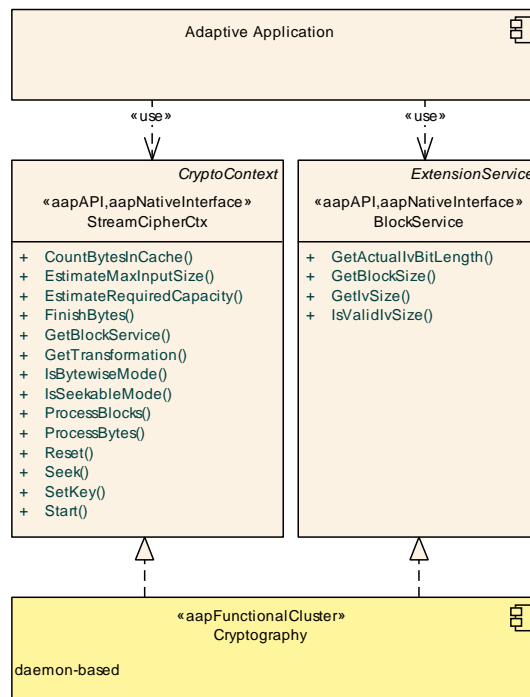 Adaptive Application
«use»
«use»
CryptoContext
«aapAPI,aapNativeInterface»
StreamCipherCtx
+ CountBytesInCache()
+ EstimateMaxInputSize()
+ EstimateRequiredCapacity()
+ FinishBytes()
+ GetBlockService()
+ GetTransformation()
+ IsBytewiseMode()
+ IsSeekableMode()
+ ProcessBlocks()
+ ProcessBytes()
+ Reset()
+ Seek()
+ SetKey()
+ Start()
ExtensionService
«aapAPI,aapNativeInterface»
BlockService
+ GetActualIvBitLength()
+ GetBlockSize()
+ GetIvSize()
+ IsValidIvSize()
«aapFunctionalCluster»
Cryptography
daemon-based